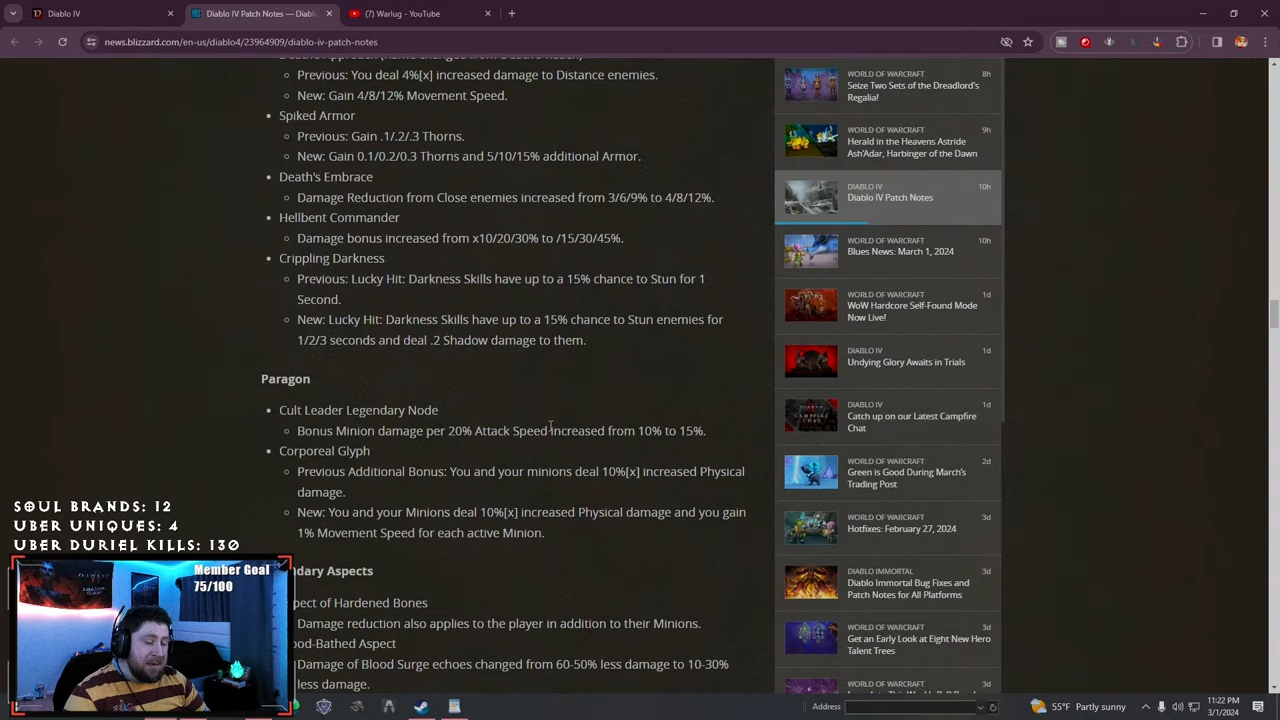 Diablo IV
Diablo IV Patch Notes — Diablo
(7) Warlug - YouTube
news.blizzard.com/en-us/diablo4/23964909/diablo-iv-patch-notes
Previous: You deal 4%[x] increased damage to Distance enemies.
New: Gain 4/8/12% Movement Speed.
Spiked Armor
Previous: Gain .1/.2/.3 Thorns.
New: Gain 0.1/0.2/0.3 Thorns and 5/10/15% additional Armor.
Death's Embrace
Damage Reduction from Close enemies increased from 3/6/9% to 4/8/12%.
Hellbent Commander
Damage bonus increased from x10/20/30% to /15/30/45%.
Crippling Darkness
Previous: Lucky Hit: Darkness Skills have up to a 15% chance to Stun for 1
Second.
New: Lucky Hit: Darkness Skills have up to a 15% chance to Stun enemies for
1/2/3 seconds and deal .2 Shadow damage to them.
Paragon
Cult Leader Legendary Node
Bonus Minion damage per 20% Attack Speed increased from 10% to 15%.
Corporeal Glyph
Previous Additional Bonus: You and your minions deal 10%[x] increased Physical
damage.
New: You and your Minions deal 10%[x] increased Physical damage and you gain
1% Movement Speed for each active Minion.
ndary Aspects
pect of Hardened Bones
Damage reduction also applies to the player in addition to their Minions.
ood-Bathed Aspect
Damage of Blood Surge echoes changed from 60-50% less damage to 10-30%
less damage.
WORLD OF WARCRAFT 8h
Seize Two Sets of the Dreadlord's
Regalia!
WORLD OF WARCRAFT 9h
Herald in the Heavens Astride
Ash'Adar, Harbinger of the Dawn
DIABLO IV 10h
Diablo IV Patch Notes
WORLD OF WARCRAFT 10h
Blues News: March 1, 2024
WORLD OF WARCRAFT 1d
WoW Hardcore Self-Found Mode
Now Live!
DIABLO IV 1d
Undying Glory Awaits in Trials
DIABLO IV 1d
Catch up on our Latest Campfire
Chat
WORLD OF WARCRAFT 2d
Green is Good During March's
Trading Post
WORLD OF WARCRAFT 3d
Hotfixes: February 27, 2024
DIABLO IMMORTAL 3d
Diablo Immortal Bug Fixes and
Patch Notes for All Platforms
WORLD OF WARCRAFT 3d
Get an Early Look at Eight New Hero
Talent Trees
WORLD OF WARCRAFT 3d
SOUL BRANDS: 12
UBER UNIQUES: 4
UBER DURIEL KILLS: 130
Member Goal
75/100
Address
55°F Partly sunny
11:22 PM
3/1/2024